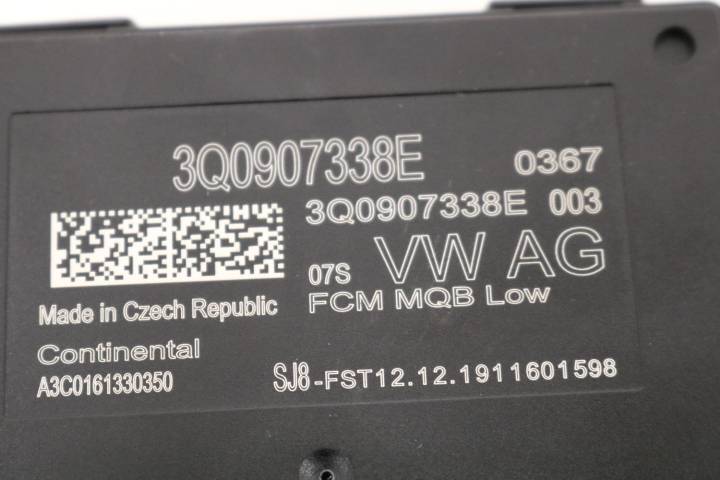 3Q0907338E 0367
3Q0907338E 003
07S VW AG
FCM MQB Low
Made in Czech Republic
Continental
A3C0161330350 SJ8-FST12.12.1911601598